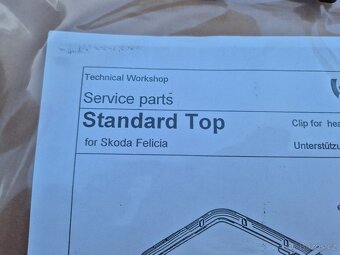 Technical Workshop
Service parts
Standard Top
for Skoda Felicia
Clip for
Unterstützu